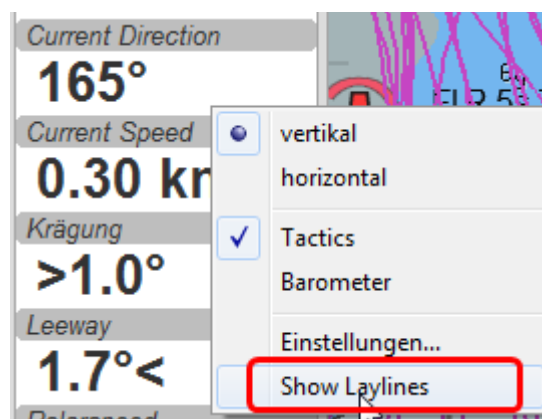 Current Direction
165°
Current Speed
0.30 kn
Krägung
>1.0°
Leeway
1.7°<
vertikal
horizontal
Tactics
Barometer
Einstellungen...
Show Laylines